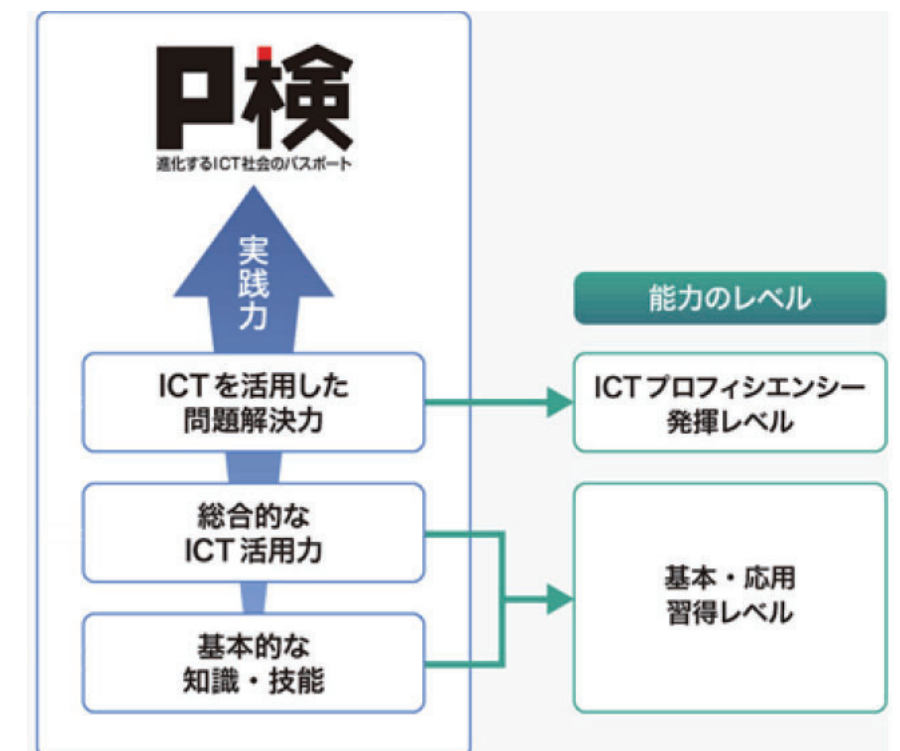 P検
進化するICT社会のパスポート
実践力
能力のレベル
ICTを活用した
問題解決力
ICTプロフィシエンシー
発揮レベル
総合的な
ICT活用力
基本・応用
習得レベル
基本的な
知識・技能